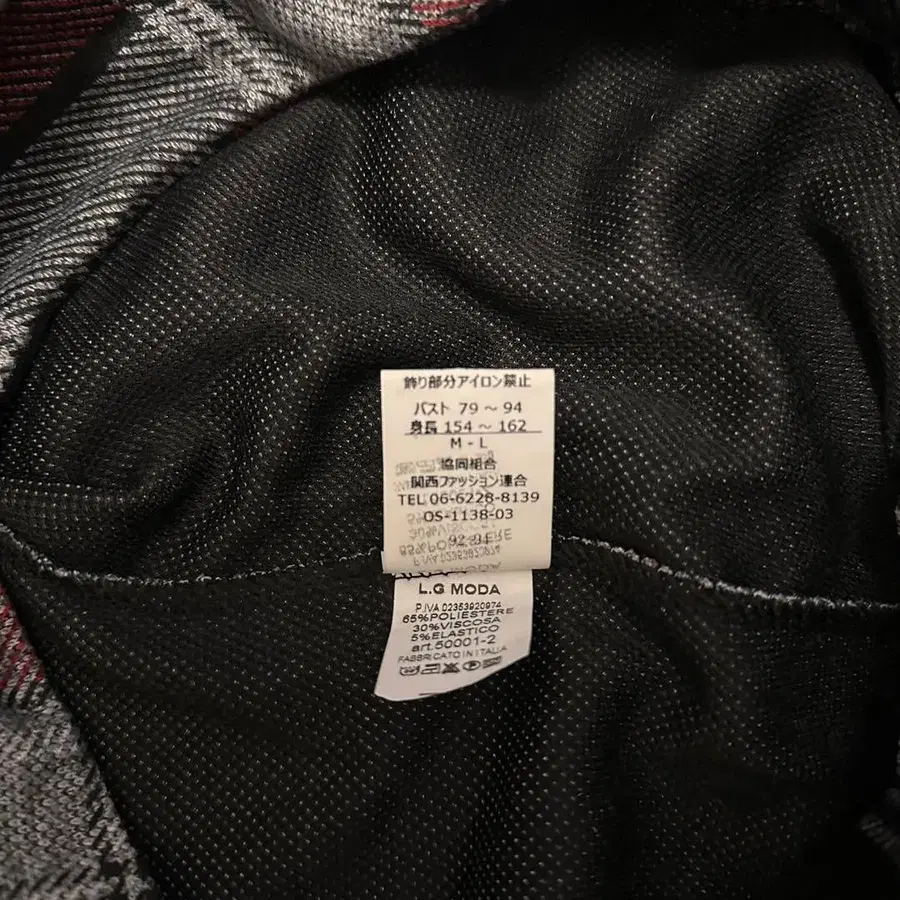 飾り部分アイロン禁止
バスト 79 ～ 94
身長 154 ～ 162
M - L
協同組合
関西ファッション連合
TEL 06-6228-8139
OS-1138-03
L.G MODA
P.IVA 02353920974
65%POLIESTERE
30%VISCOSA
5%ELASTICO
art.50001-2
FABBRICATO IN ITALIA